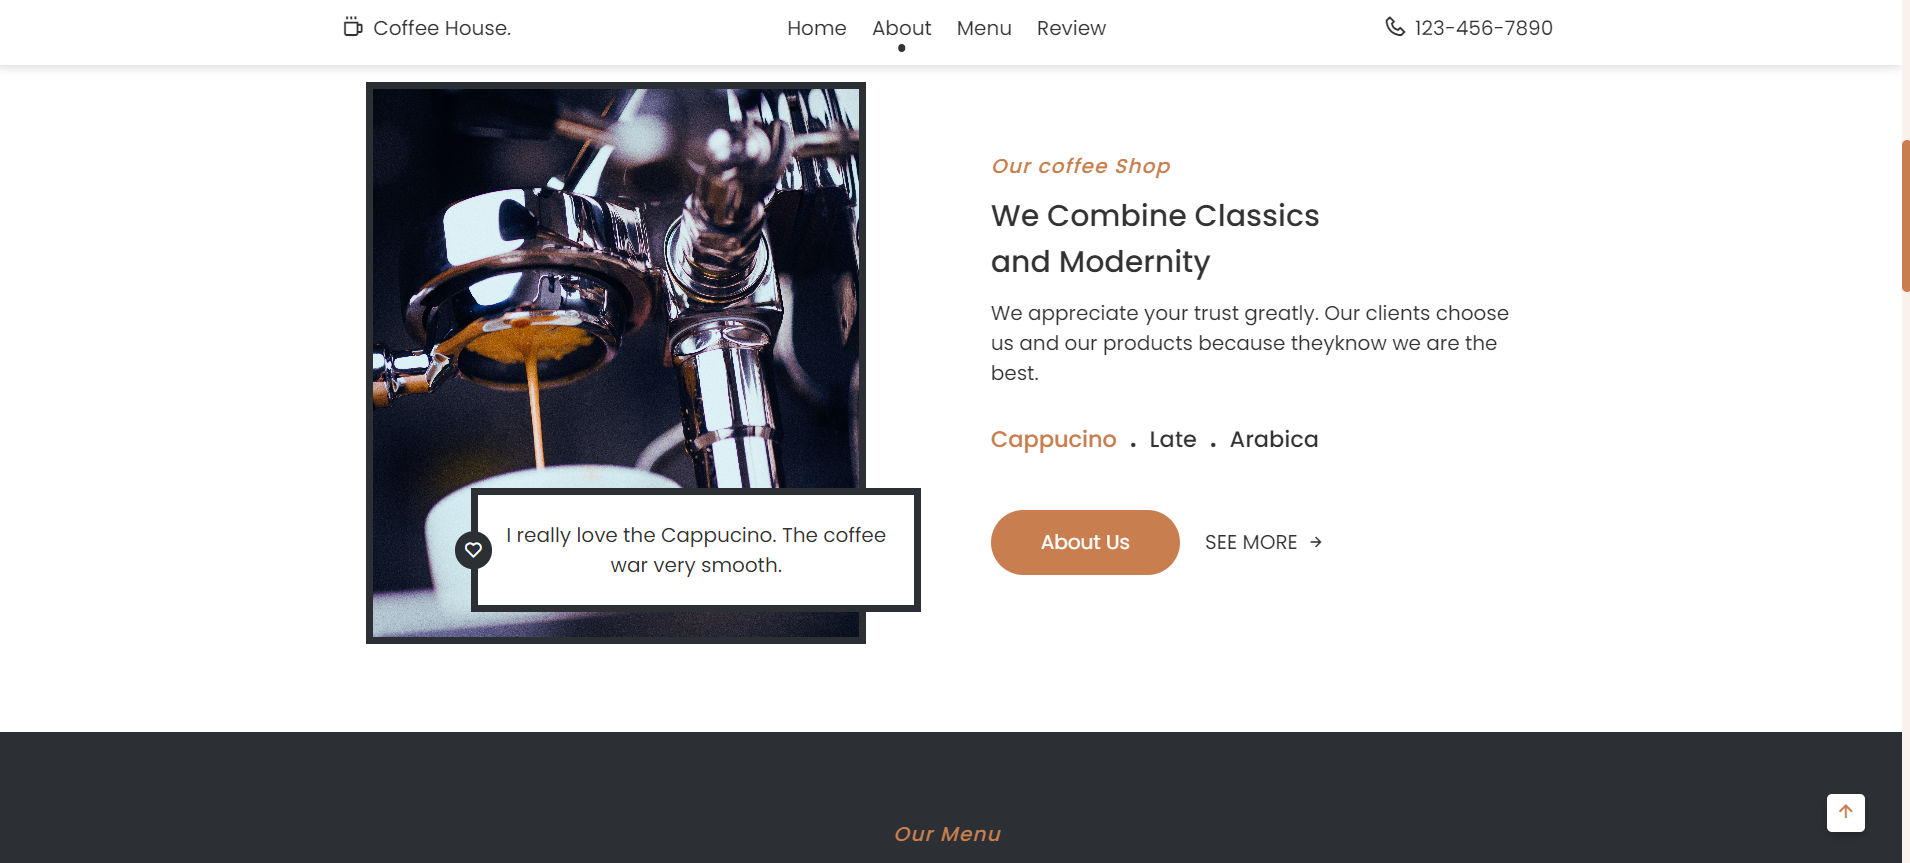 Coffee House.
Home About Menu Review
123-456-7890
Our coffee Shop
We Combine Classics
and Modernity
We appreciate your trust greatly. Our clients choose
us and our products because theyknow we are the
best.
Cappucino . Late . Arabica
About Us
SEE MORE →
I really love the Cappucino. The coffee
war very smooth.
Our Menu